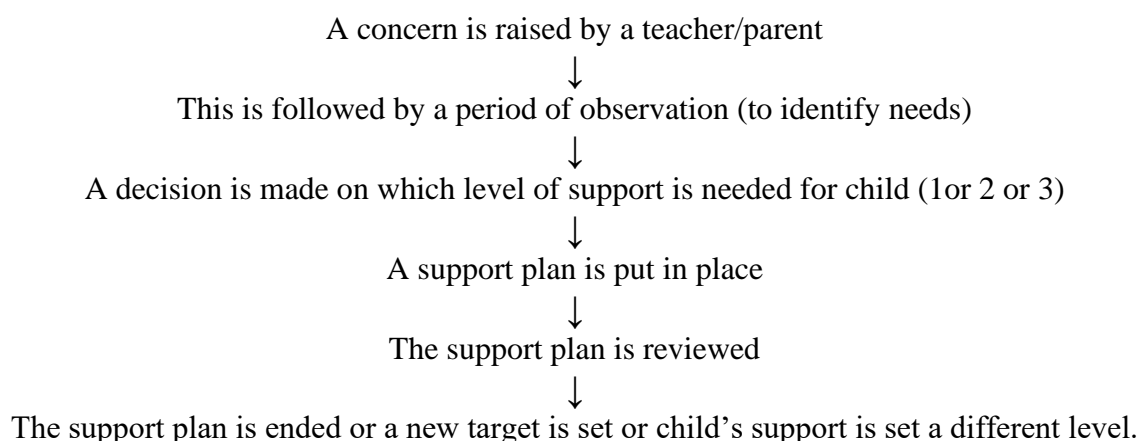 A concern is raised by a teacher/parent
↓
This is followed by a period of observation (to identify needs)
↓
A decision is made on which level of support is needed for child (1or 2 or 3)
↓
A support plan is put in place
↓
The support plan is reviewed
↓
The support plan is ended or a new target is set or child’s support is set a different level.